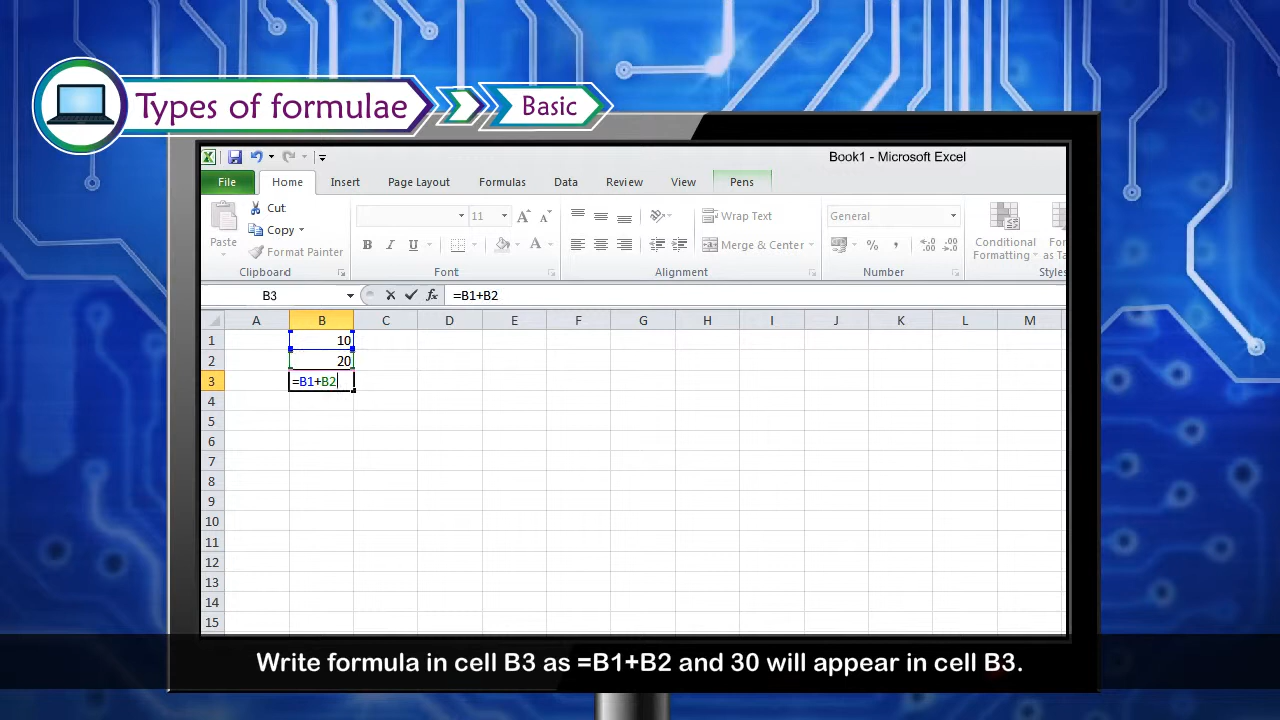 Types of formulae
Basic
Book1 - Microsoft Excel
File Home Insert Page Layout Formulas Data Review View Pens
Cut
Copy
Format Painter
Paste
Clipboard
11
B I U
A
Font
Wrap Text
Merge & Center
Alignment
General
%
,
Number
Conditional
Formatting
For
as Ta
Styles
B3
fx
=B1+B2
A B C D E F G H I J K L M
1 10
2 20
3 =B1+B2
4
5
6
7
8
9
10
11
12
13
14
15
Write formula in cell B3 as =B1+B2 and 30 will appear in cell B3.